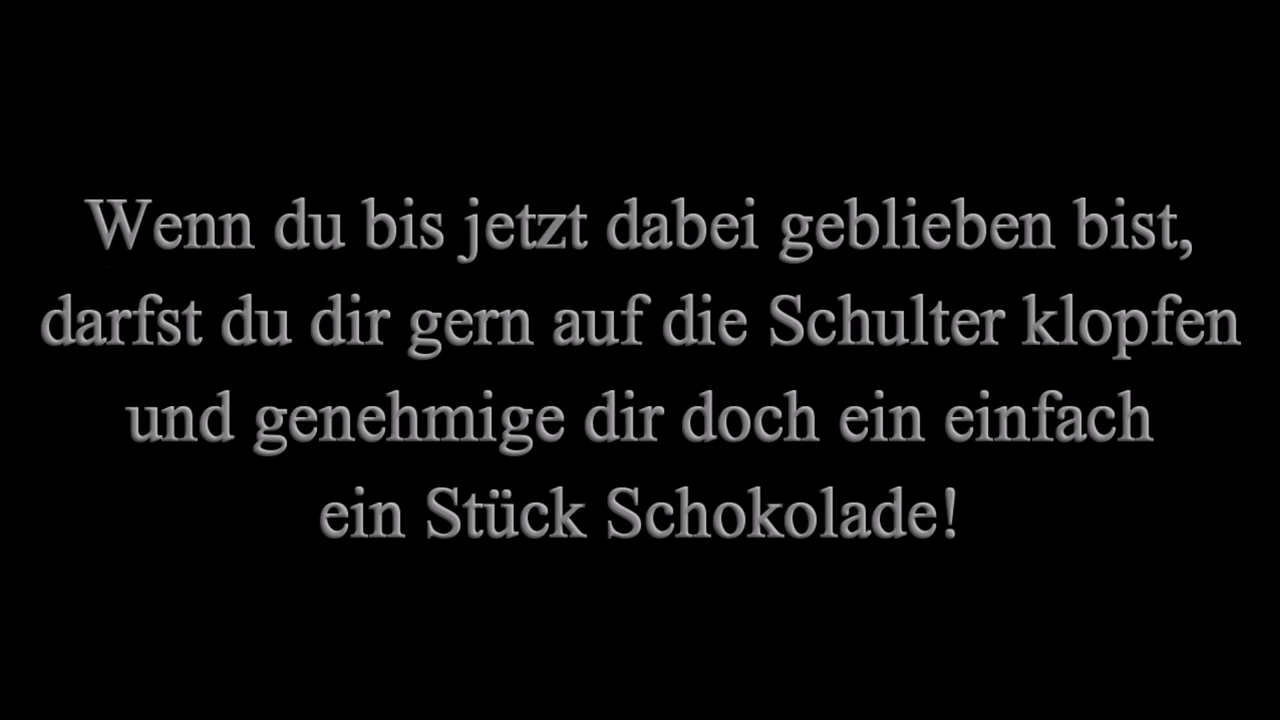 Wenn du bis jetzt dabei geblieben bist,
darfst du dir gern auf die Schulter klopfen
und genehmige dir doch ein einfach
ein Stück Schokolade!